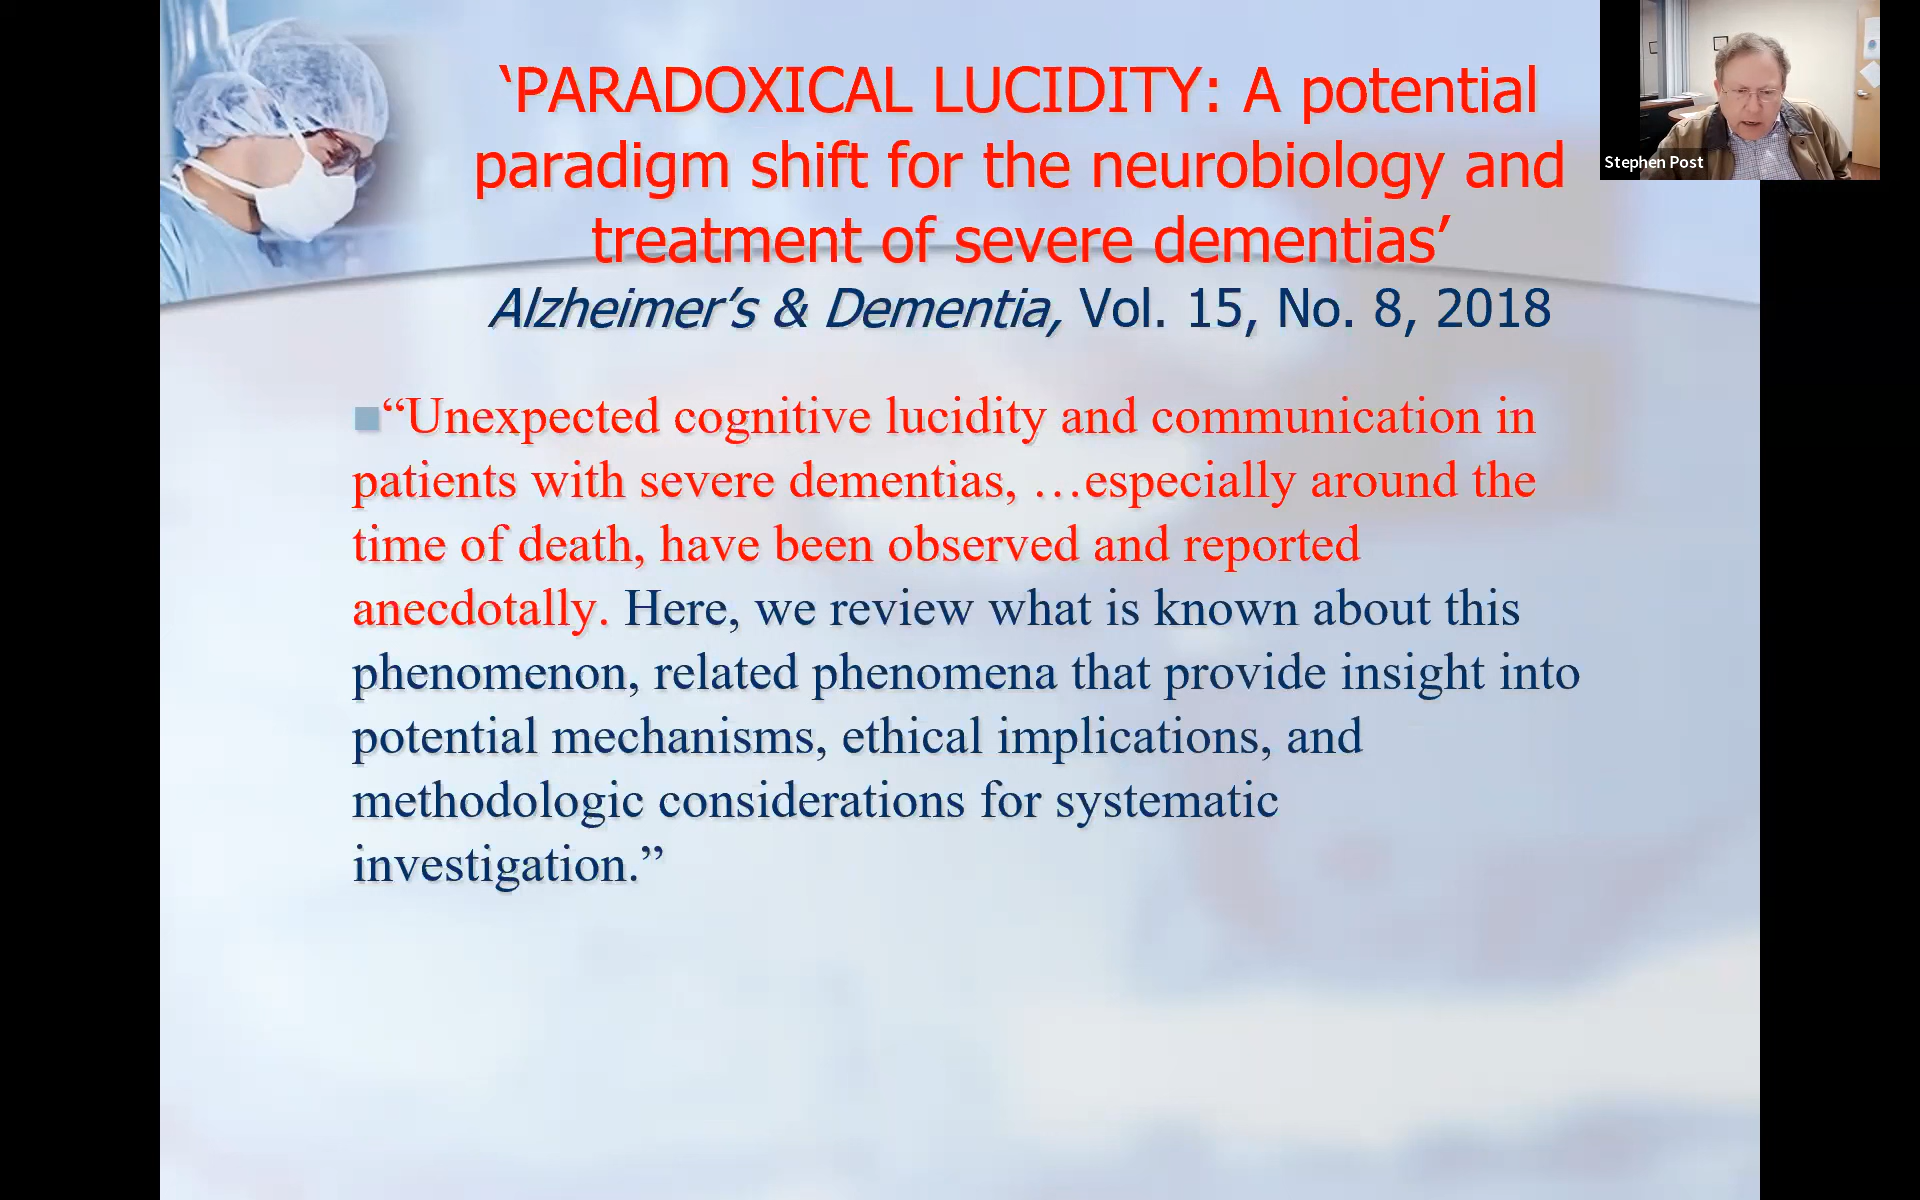 ‘PARADOXICAL LUCIDITY: A potential
paradigm shift for the neurobiology and
treatment of severe dementias’
Alzheimer’s & Dementia, Vol. 15, No. 8, 2018
Stephen Post
“Unexpected cognitive lucidity and communication in
patients with severe dementias, …especially around the
time of death, have been observed and reported
anecdotally. Here, we review what is known about this
phenomenon, related phenomena that provide insight into
potential mechanisms, ethical implications, and
methodologic considerations for systematic
investigation.”